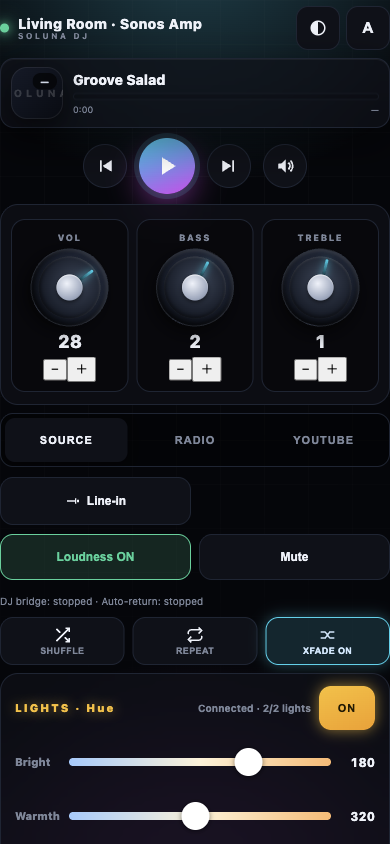 Living Room · Sonos Amp
SOLUNA DJ
A
–
OLUNA
Groove Salad
0:00
–
VOL
BASS
TREBLE
28
2
1
− +
− +
− +
SOURCE
RADIO
YOUTUBE
Line-in
Loudness ON
Mute
DJ bridge: stopped · Auto-return: stopped
SHUFFLE
REPEAT
XFADE ON
LIGHTS · Hue
Connected · 2/2 lights
ON
Bright
180
Warmth
320